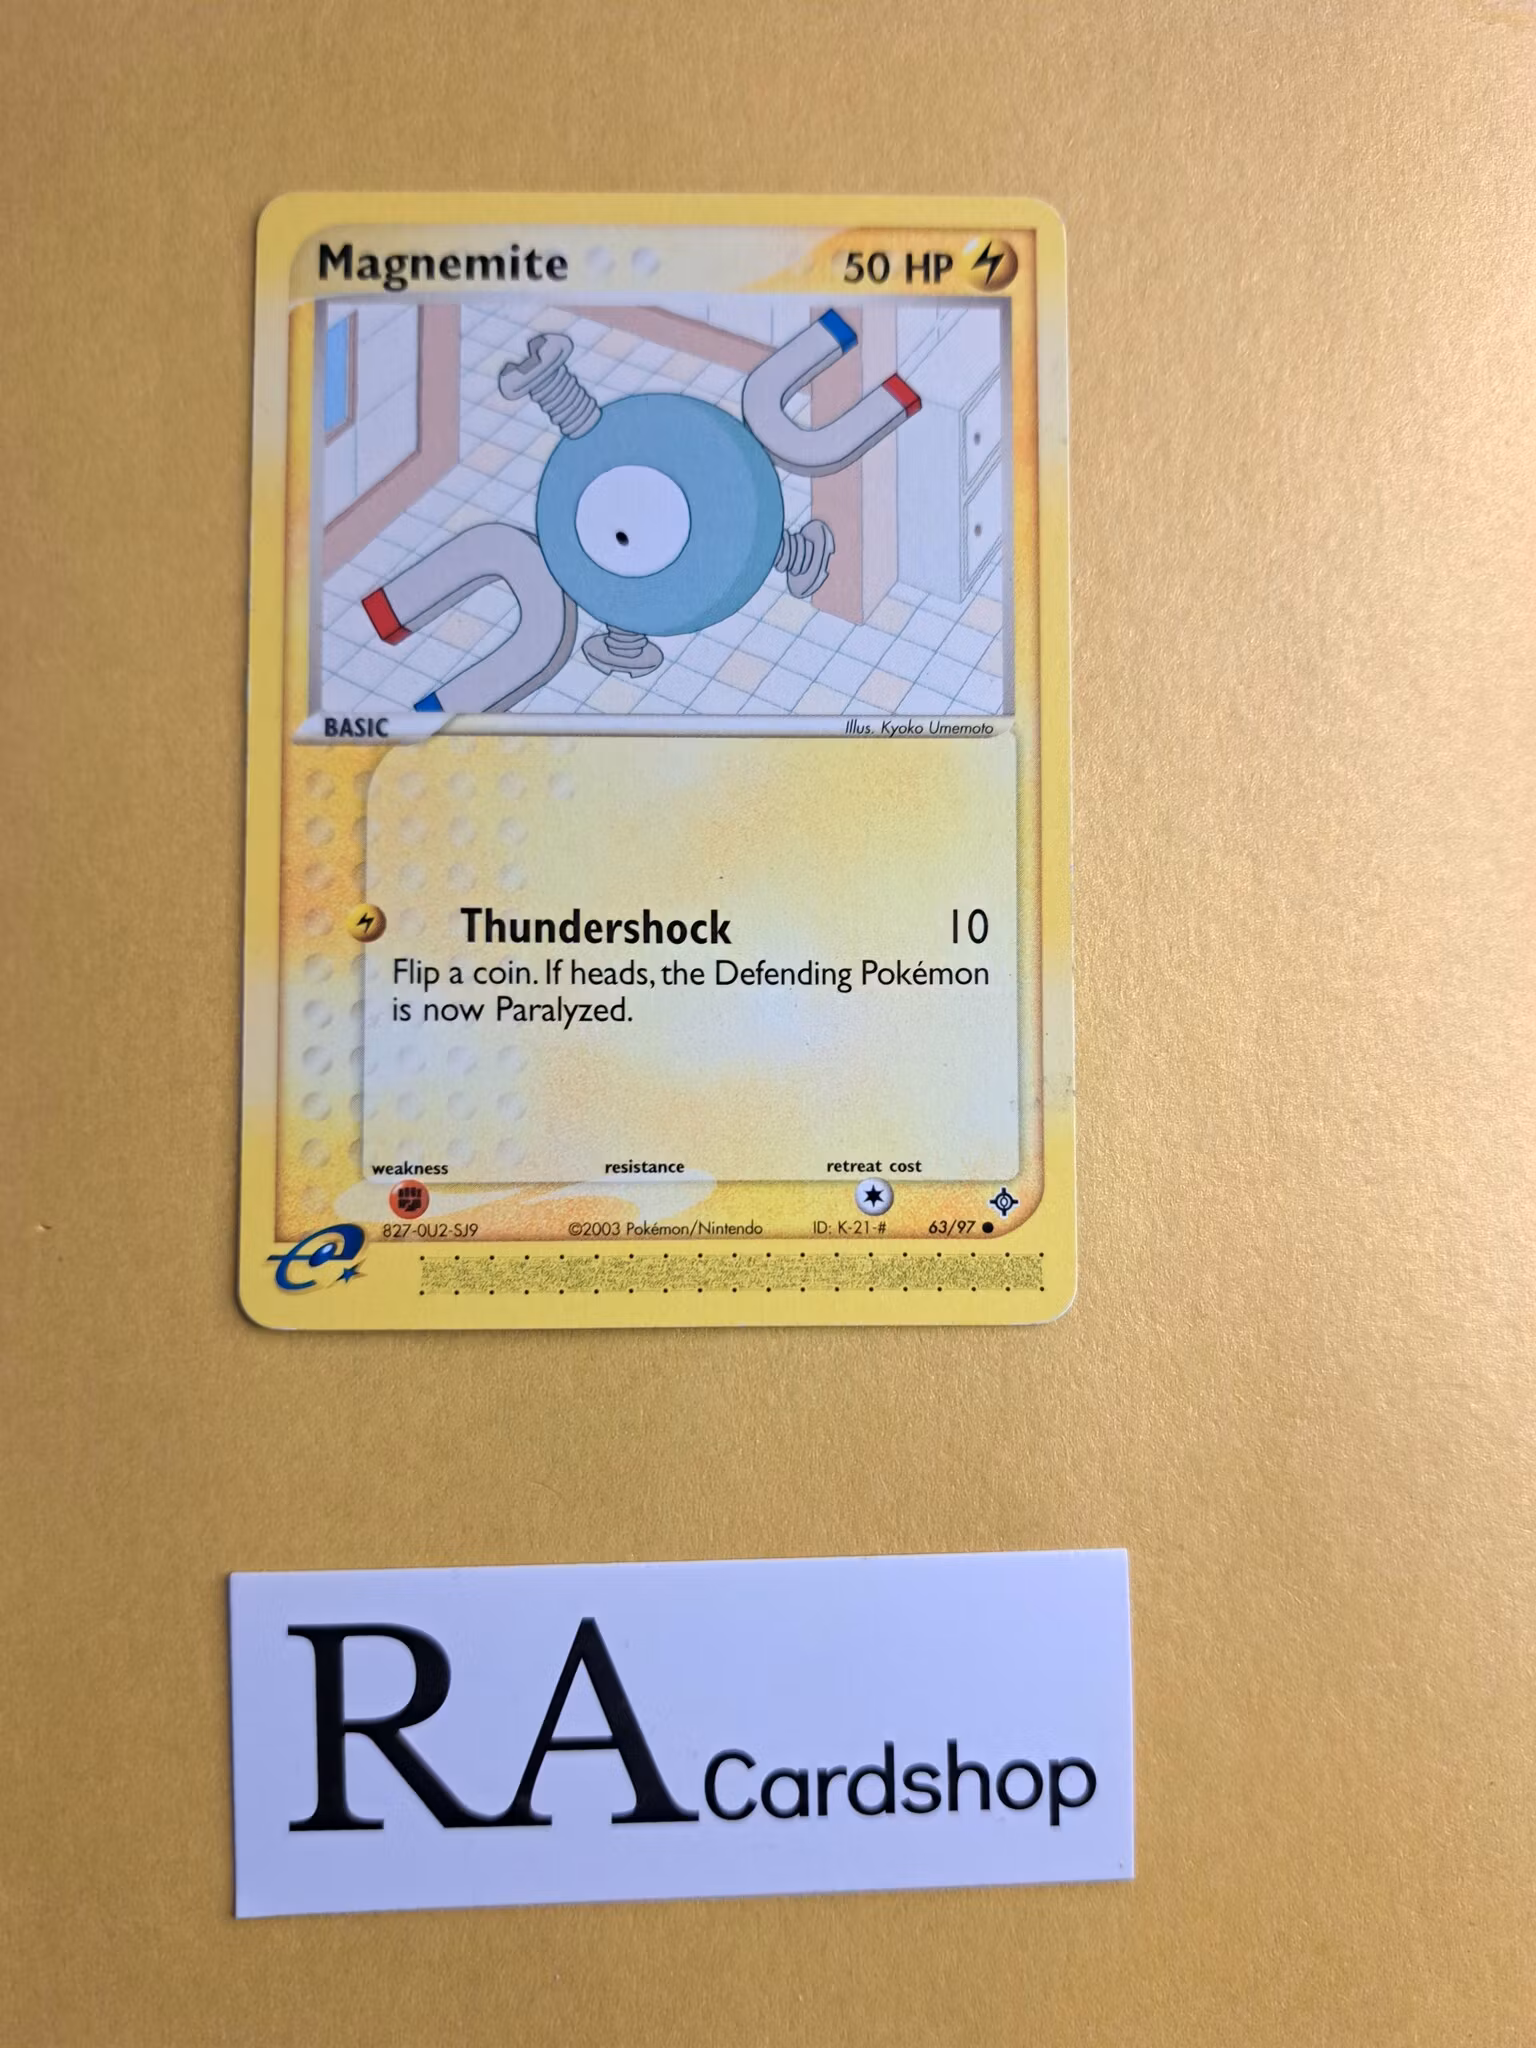 Magnemite 50 HP
BASIC Illus. Kyoko Umemoto
Thundershock 10
Flip a coin. If heads, the Defending Pokémon
is now Paralyzed.
weakness resistance retreat cost
827-0U2-SJ9 ©2003 Pokémon/Nintendo ID: K-21-# 63/97
e
RA Cardshop